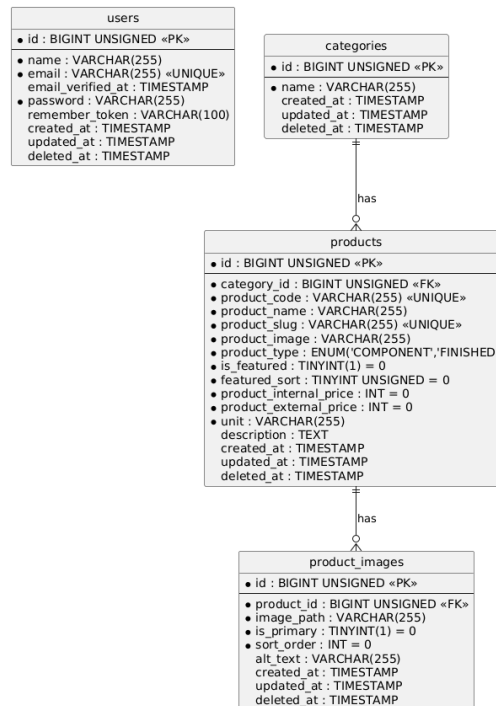 users
id : BIGINT UNSIGNED «PK»
name : VARCHAR(255)
email : VARCHAR(255) «UNIQUE»
email_verified_at : TIMESTAMP
password : VARCHAR(255)
remember_token : VARCHAR(100)
created_at : TIMESTAMP
updated_at : TIMESTAMP
deleted_at : TIMESTAMP
categories
id : BIGINT UNSIGNED «PK»
name : VARCHAR(255)
created_at : TIMESTAMP
updated_at : TIMESTAMP
deleted_at : TIMESTAMP
has
products
id : BIGINT UNSIGNED «PK»
category_id : BIGINT UNSIGNED «FK»
product_code : VARCHAR(255) «UNIQUE»
product_name : VARCHAR(255)
product_slug : VARCHAR(255) «UNIQUE»
product_image : VARCHAR(255)
product_type : ENUM('COMPONENT','FINISHED
is_featured : TINYINT(1) = 0
featured_sort : TINYINT UNSIGNED = 0
product_internal_price : INT = 0
product_external_price : INT = 0
unit : VARCHAR(255)
description : TEXT
created_at : TIMESTAMP
updated_at : TIMESTAMP
deleted_at : TIMESTAMP
has
product_images
id : BIGINT UNSIGNED «PK»
product_id : BIGINT UNSIGNED «FK»
image_path : VARCHAR(255)
is_primary : TINYINT(1) = 0
sort_order : INT = 0
alt_text : VARCHAR(255)
created_at : TIMESTAMP
updated_at : TIMESTAMP
deleted_at : TIMESTAMP